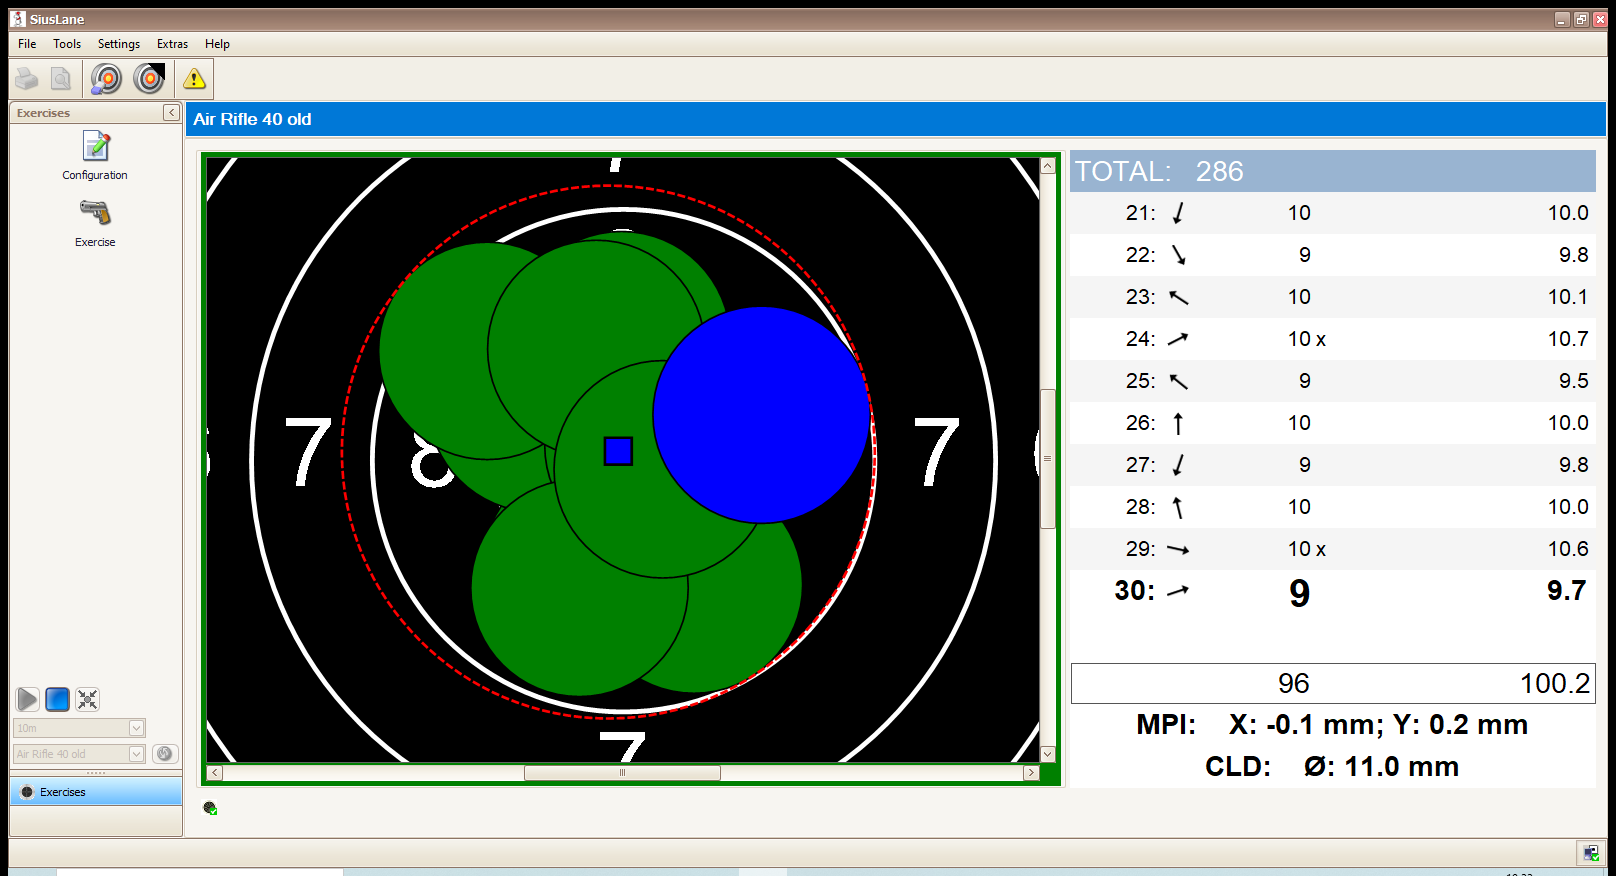 SiusLane
File Tools Settings Extras Help
Exercises
Configuration
Exercise
10m
Air Rifle 40 old
Exercises
Air Rifle 40 old
7
7
8
7
7
TOTAL: 286
21: 10 10.0
22: 9 9.8
23: 10 10.1
24: 10 x 10.7
25: 9 9.5
26: 10 10.0
27: 9 9.8
28: 10 10.0
29: 10 x 10.6
30: 9 9.7
96 100.2
MPI: X: -0.1 mm; Y: 0.2 mm
CLD: Ø: 11.0 mm